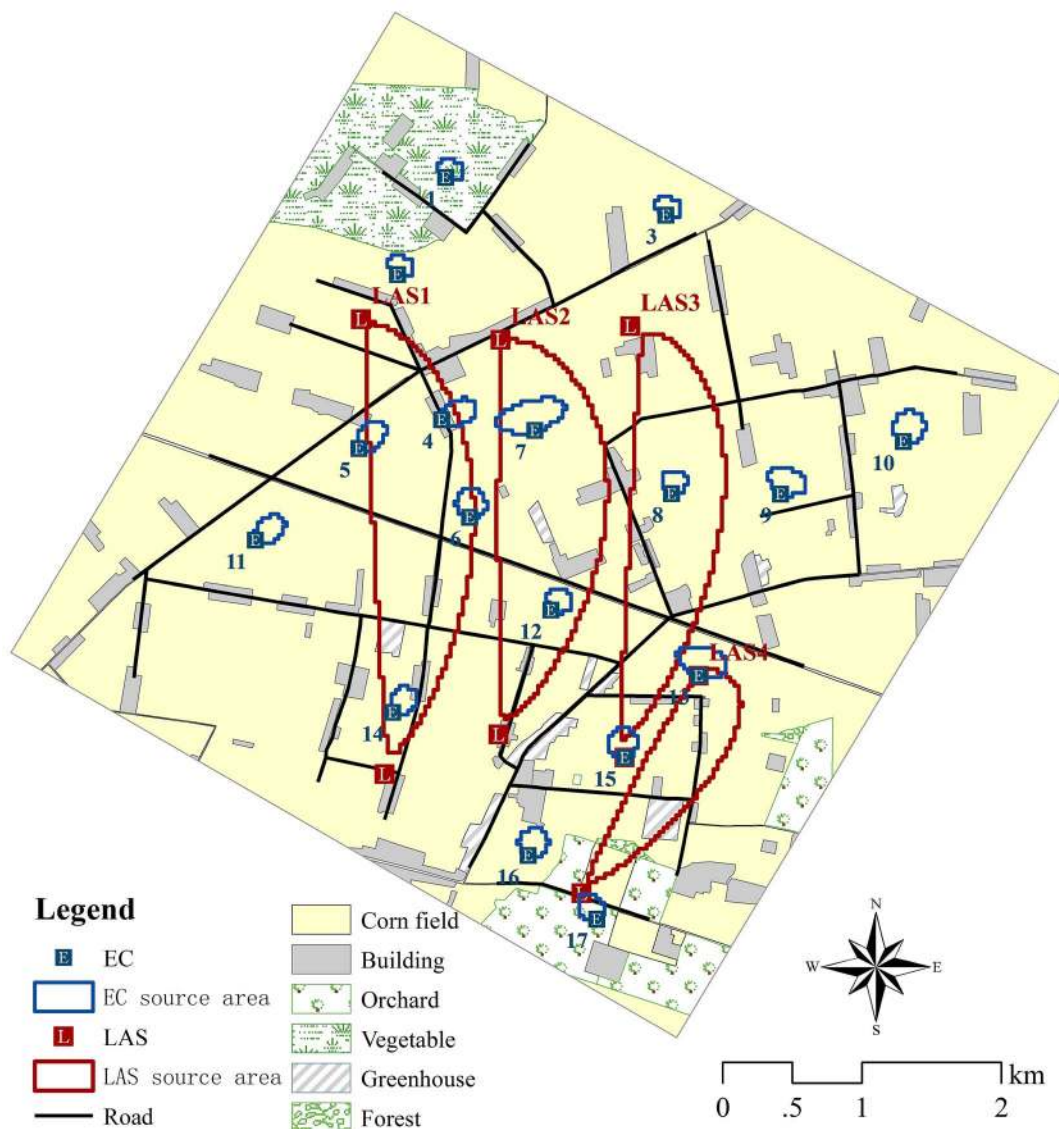 1
E
3
E
E
LAS1
LAS2
LAS3
L
L
L
4
E
5
E
7
E
10
E
8
E
9
E
6
E
11
E
12
E
LAS4
13
E
14
E
15
E
L
L
16
E
L
17
E
Legend
E EC
EC source area
L LAS
LAS source area
Road
Corn field
Building
Orchard
Vegetable
Greenhouse
Forest
N
W E
S
km
0 .5 1 2